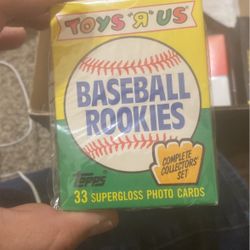 TOYS "R" US
BASEBALL
ROOKIES
COMPLETE
COLLECTORS'
SET
TOPPS
33 SUPERGLOSS PHOTO CARDS